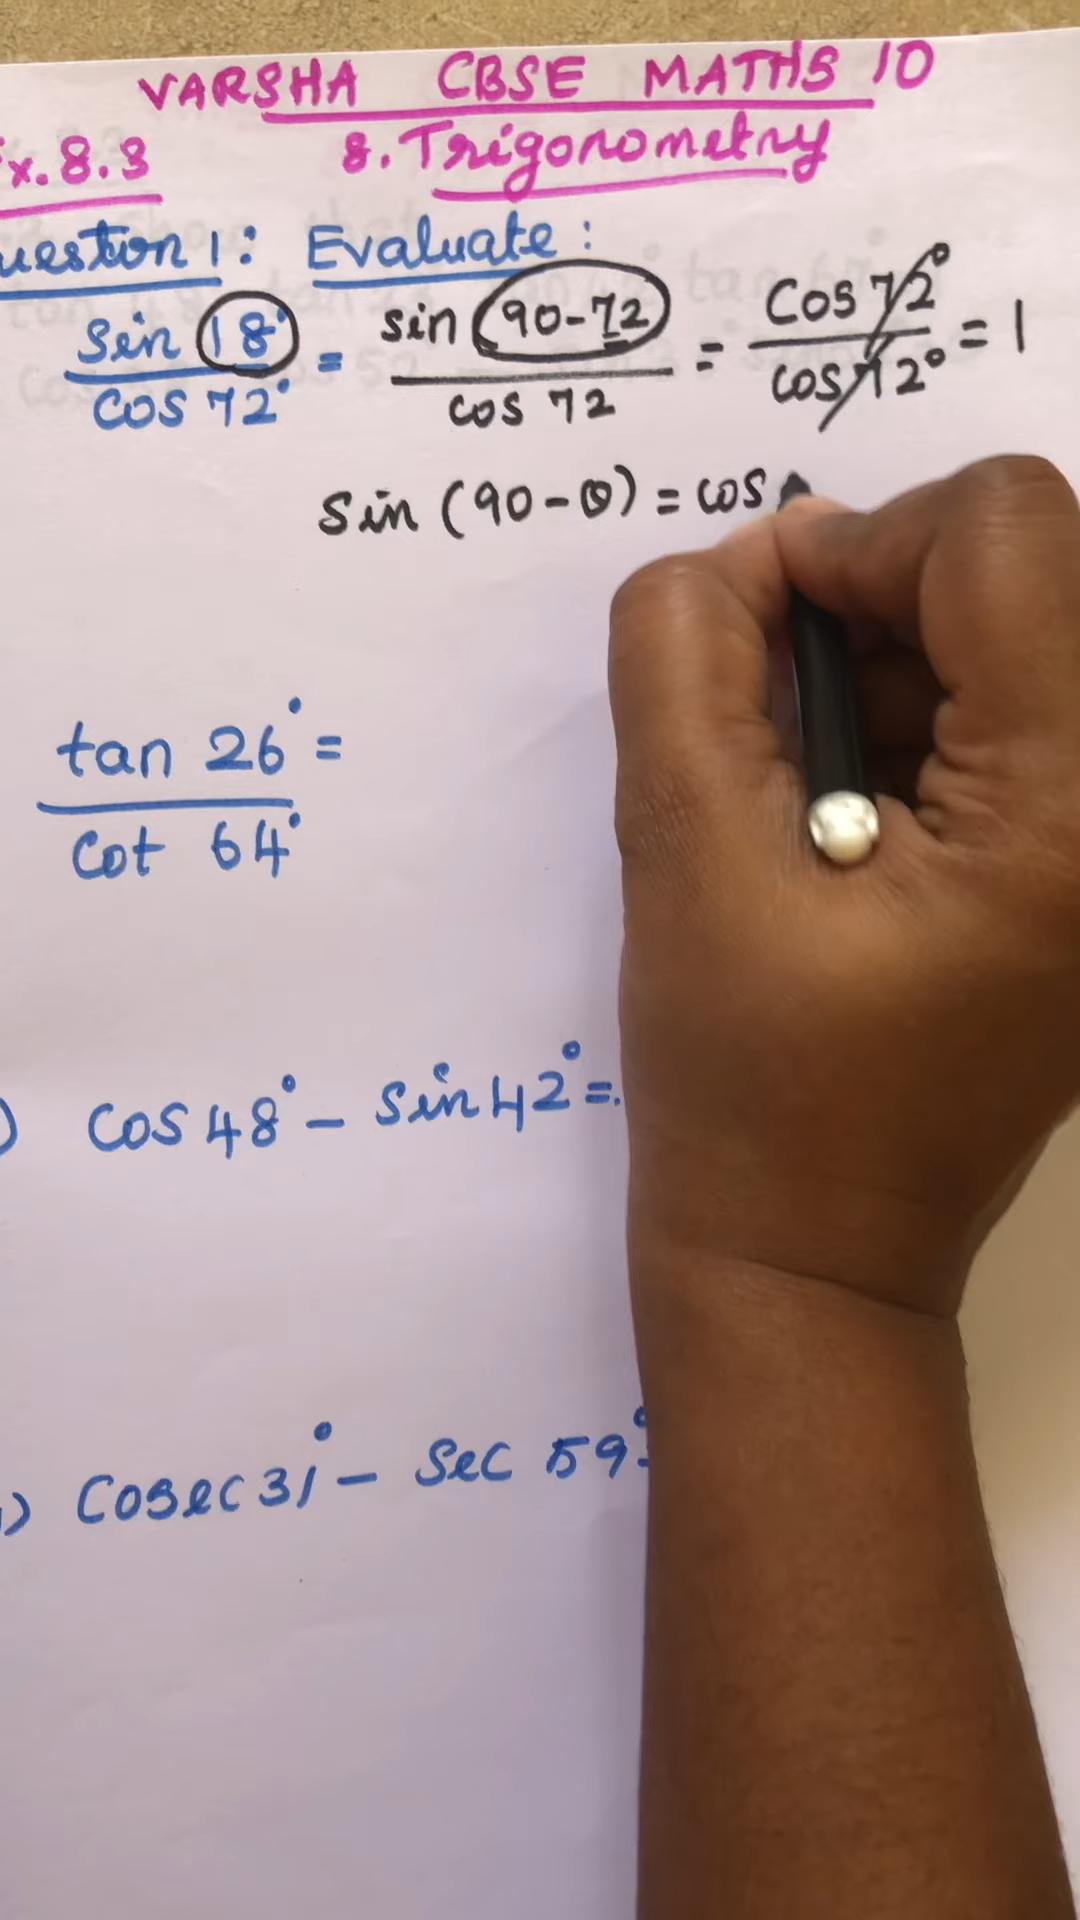 VARSHA CBSE MATHS 10
x. 8.3 8. Trigonometry
uestion 1: Evaluate:
sin 18° / cos 72° = sin (90-72) / cos 72 = cos 72° / cos 72° = 1
sin (90-θ) = cos
tan 26° / cot 64° =
) cos 48° - sin 42° =
) cosec 31° - sec 59°